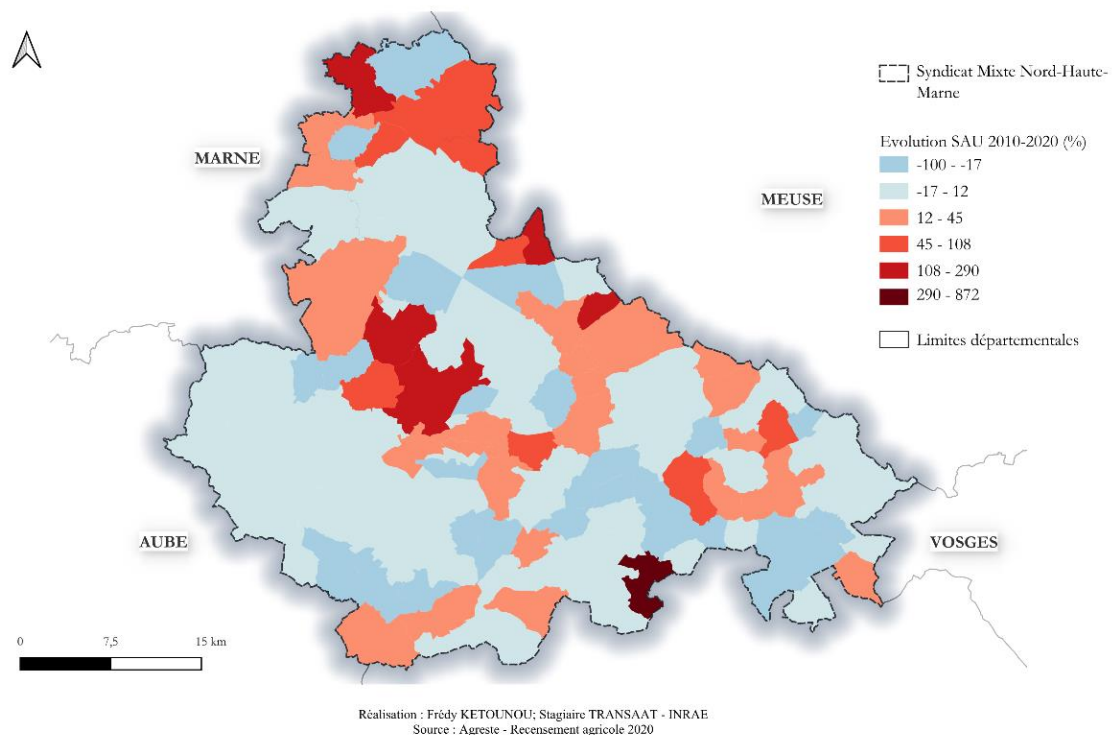 MARNE
MEUSE
AUBE
VOSGES
Syndicat Mixte Nord-Haute-
Marne
Evolution SAU 2010-2020 (%)
-100 - -17
-17 - 12
12 - 45
45 - 108
108 - 290
290 - 872
Limites départementales
0 7,5 15 km
Réalisation : Frédy KETOUNOU; Stagiaire TRANSAAT - INRAE
Source : Agreste - Recensement agricole 2020